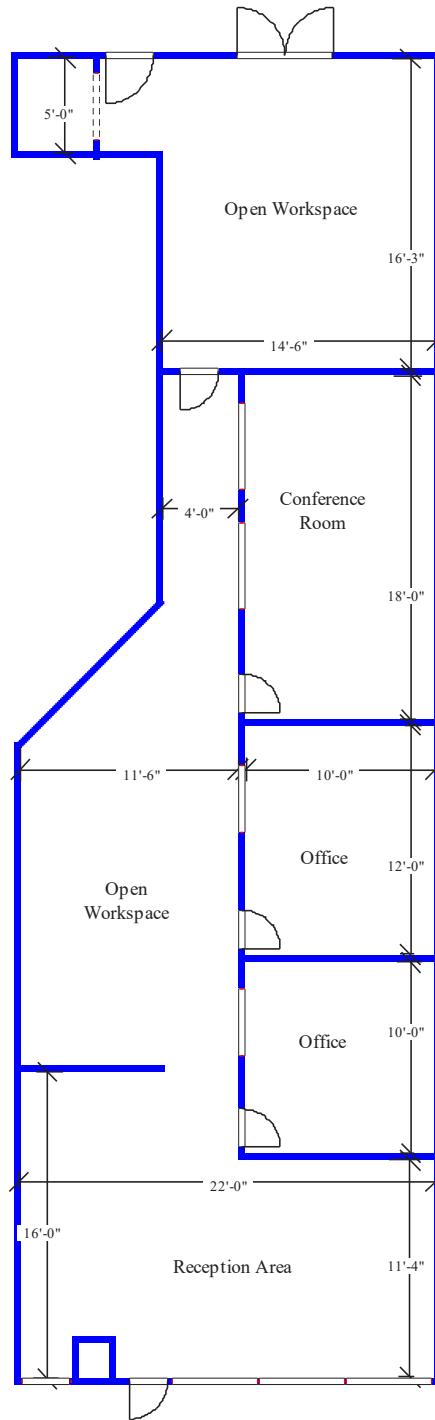 5'-0"
Open Workspace
16'-3"
14'-6"
Conference
Room
4'-0"
18'-0"
11'-6"
10'-0"
Office
12'-0"
Open
Workspace
10'-0"
Office
22'-0"
16'-0"
Reception Area
11'-4"